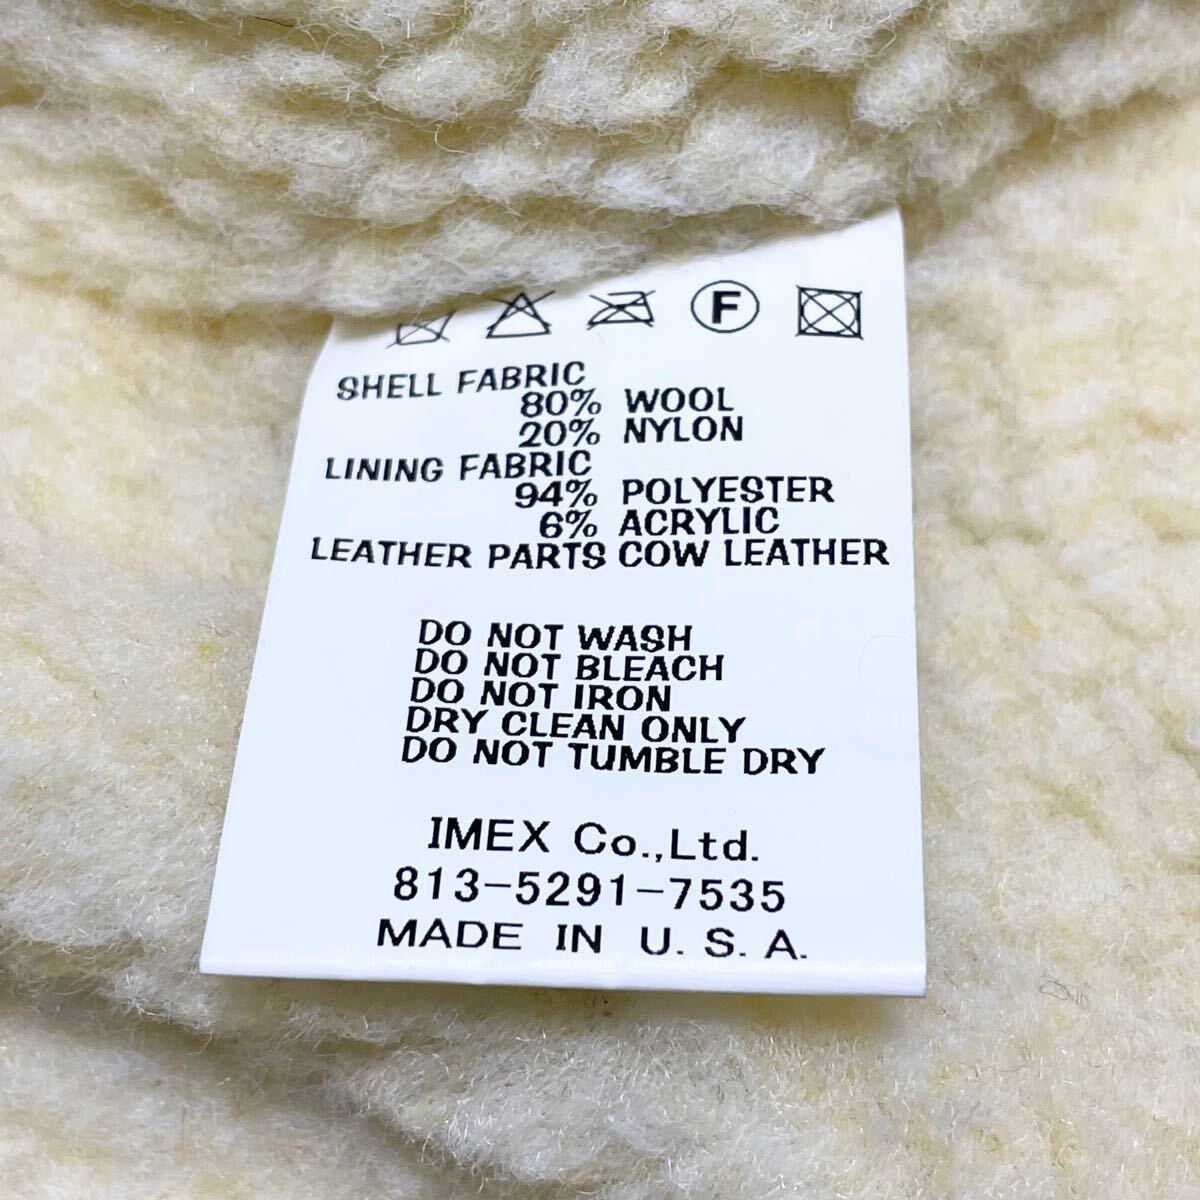 F
SHELL FABRIC
80% WOOL
20% NYLON
LINING FABRIC
94% POLYESTER
6% ACRYLIC
LEATHER PARTS COW LEATHER
DO NOT WASH
DO NOT BLEACH
DO NOT IRON
DRY CLEAN ONLY
DO NOT TUMBLE DRY
IMEX Co.,Ltd.
813-5291-7535
MADE IN U.S.A.